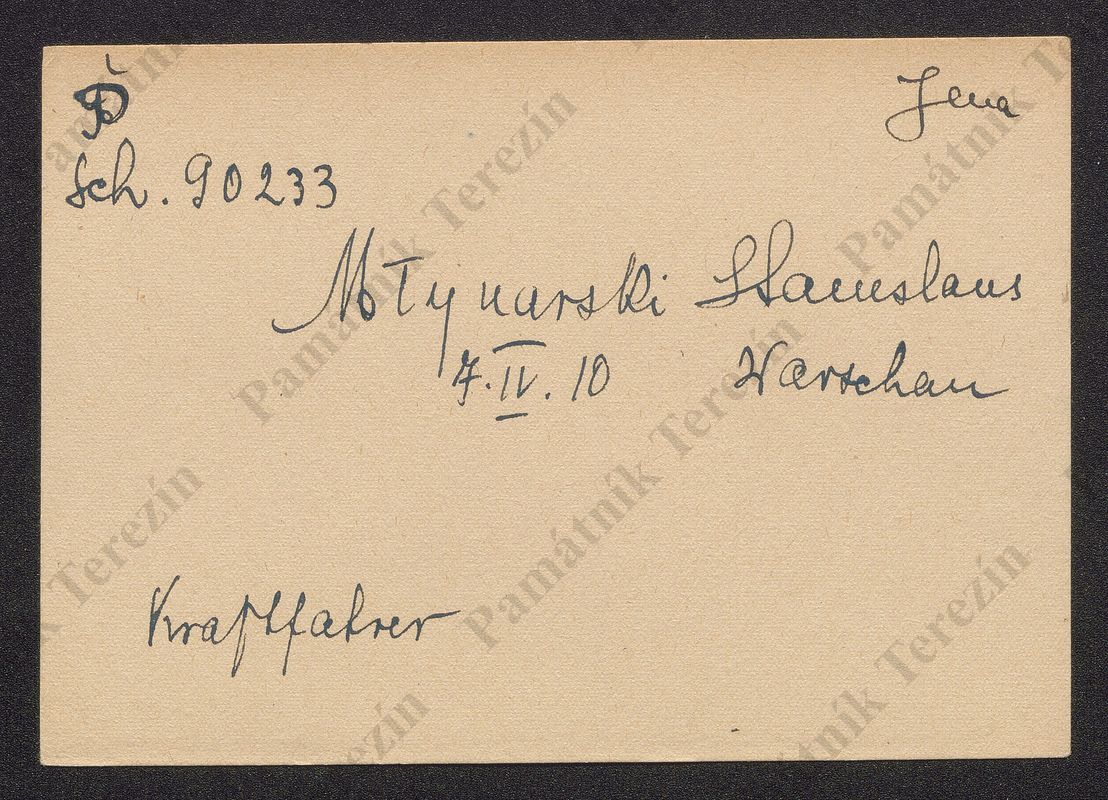 Jena
Sch. 90233
Młynarski Stanislaus
7. IV. 10 Warschau
Kraftfahrer
Památník Terezín